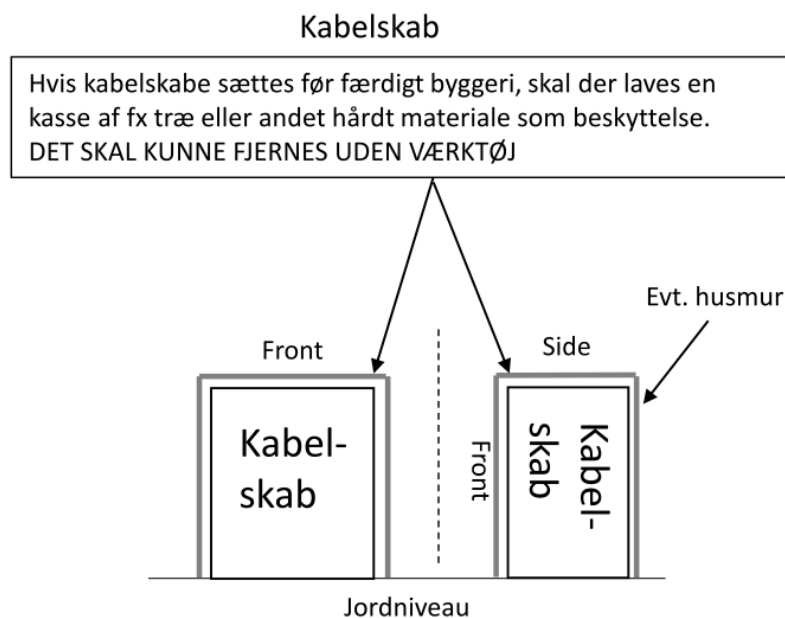 Kabelskab
Hvis kabelskabe sættes før færdigt byggeri, skal der laves en
kasse af fx træ eller andet hårdt materiale som beskyttelse.
DET SKAL KUNNE FJERNES UDEN VÆRKTØJ
Evt. husmur
Front
Side
Kabel-
skab
Front
Kabel-
skab
Jordniveau